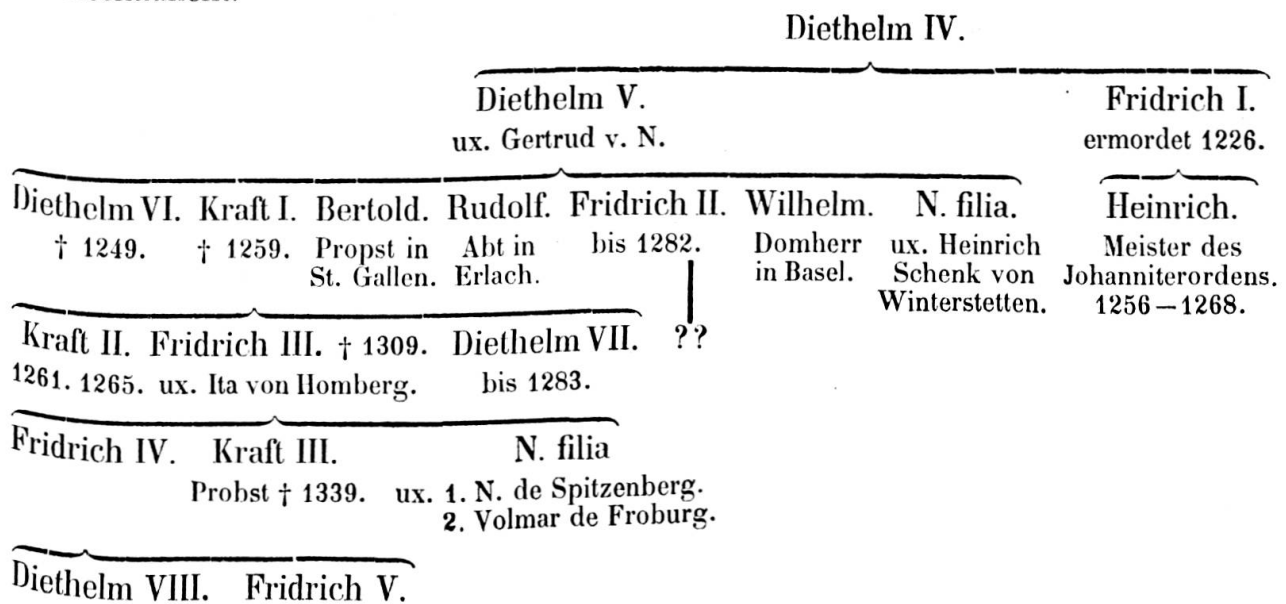 Diethelm IV.
Diethelm V. Fridrich I.
ux. Gertrud v. N. ermordet 1226.
Diethelm VI. Kraft I. Bertold. Rudolf. Fridrich II. Wilhelm. N. filia. Heinrich.
† 1249. † 1259. Propst in Abt in bis 1282. Domherr ux. Heinrich Meister des
St. Gallen. Erlach. in Basel. Schenk von Johanniterordens.
Winterstetten. 1256–1268.
Kraft II. Fridrich III. † 1309. Diethelm VII. ??
1261. 1265. ux. Ita von Homberg. bis 1283.
Fridrich IV. Kraft III. N. filia
Probst † 1339. ux. 1. N. de Spitzenberg.
2. Volmar de Froburg.
Diethelm VIII. Fridrich V.